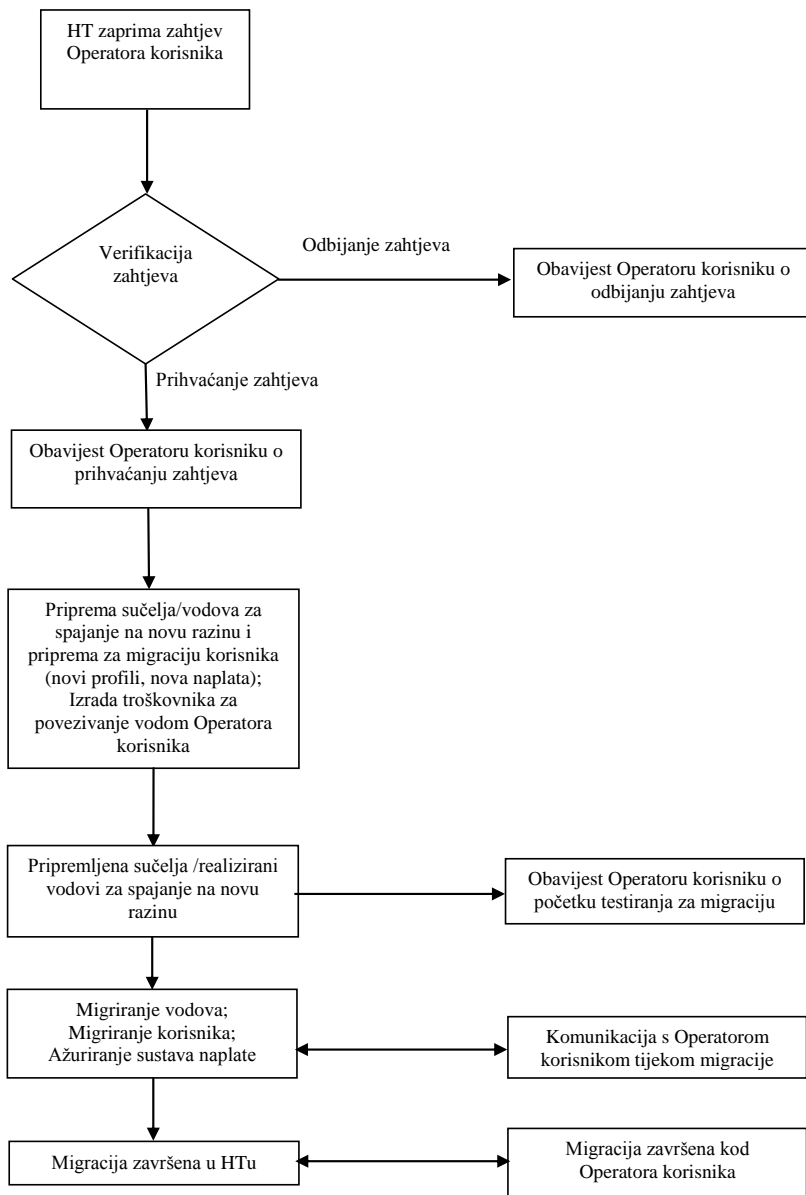 HT zaprima zahtjev
Operatora korisnika
Verifikacija
zahtjeva
Odbijanje zahtjeva
Obavijest Operatoru korisniku o
odbijanju zahtjeva
Prihvaćanje zahtjeva
Obavijest Operatoru korisniku o
prihvaćanju zahtjeva
Priprema sučelja/vodova za
spajanje na novu razinu i
priprema za migraciju korisnika
(novi profili, nova naplata);
Izrada troškovnika za
povezivanje vodom Operatora
korisnika
Pripremljena sučelja /realizirani
vodovi za spajanje na novu
razinu
Obavijest Operatoru korisniku o
početku testiranja za migraciju
Migriranje vodova;
Migriranje korisnika;
Ažuriranje sustava naplate
Komunikacija s Operatorom
korisnikom tijekom migracije
Migracija završena u HTu
Migracija završena kod
Operatora korisnika